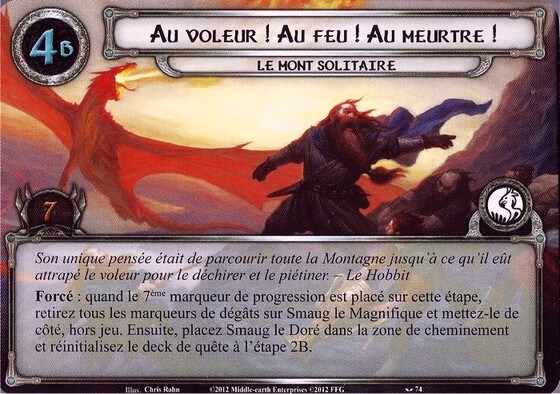 4B
AU VOLEUR ! AU FEU ! AU MEURTRE !
LE MONT SOLITAIRE
7
Son unique pensée était de parcourir toute la Montagne jusqu'à ce qu'il eût
attrapé le voleur pour le déchirer et le piétiner. – Le Hobbit
Forcé : quand le 7ème marqueur de progression est placé sur cette étape,
retirez tous les marqueurs de dégâts sur Smaug le Magnifique et mettez-le de
côté, hors jeu. Ensuite, placez Smaug le Doré dans la zone de cheminement
et réinitialisez le deck de quête à l'étape 2B.
Illus. Chris Rahn ©2012 Middle-earth Enterprises ©2012 FFG 74